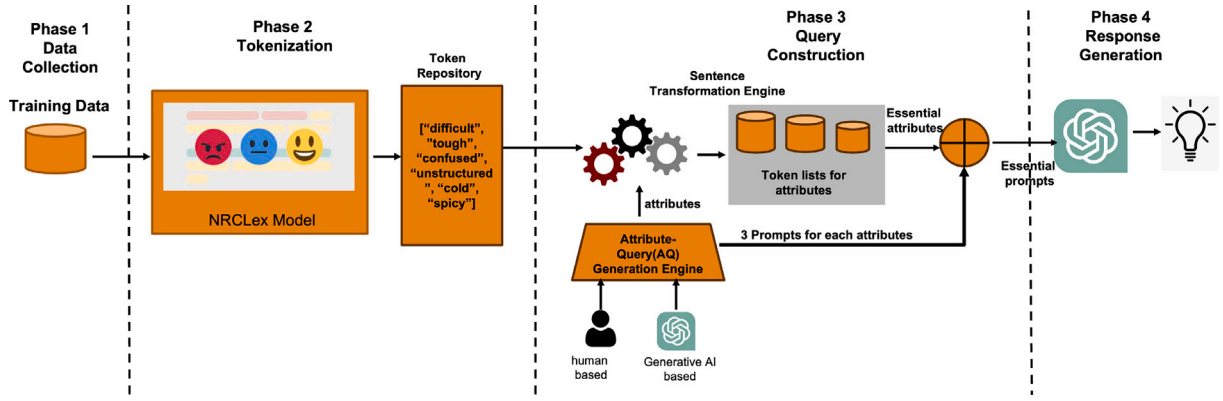 Phase 1
Data
Collection
Training Data
Phase 2
Tokenization
NRCLex Model
Token
Repository
[“difficult”,
“tough”,
“confused”,
“unstructured
”, “cold”,
“spicy”]
Phase 3
Query
Construction
Sentence
Transformation Engine
Token lists for
attributes
Essential
attributes
attributes
Attribute-
Query(AQ)
Generation Engine
3 Prompts for each attributes
human
based
Generative AI
based
Essential
prompts
Phase 4
Response
Generation